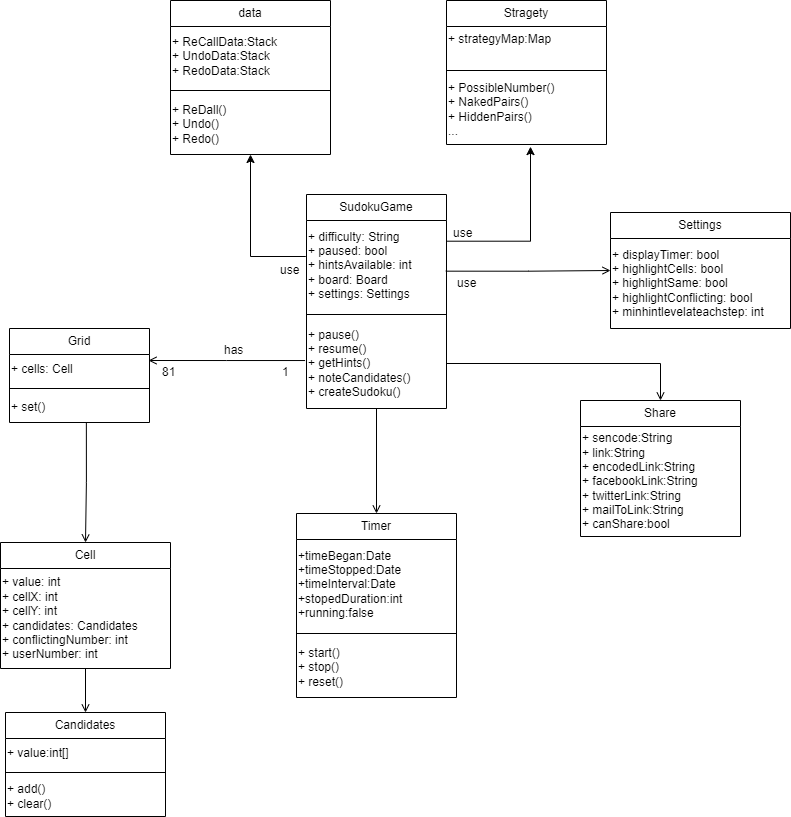 data
+ ReCallData:Stack
+ UndoData:Stack
+ RedoData:Stack
+ ReDall()
+ Undo()
+ Redo()
Stragety
+ strategyMap:Map
+ PossibleNumber()
+ NakedPairs()
+ HiddenPairs()
...
SudokuGame
+ difficulty: String
+ paused: bool
+ hintsAvailable: int
+ board: Board
+ settings: Settings
+ pause()
+ resume()
+ getHints()
+ noteCandidates()
+ createSudoku()
use
use
use
Settings
+ displayTimer: bool
+ highlightCells: bool
+ highlightSame: bool
+ highlightConflicting: bool
+ minhintlevelateachstep: int
Grid
+ cells: Cell
+ set()
has
81
1
Share
+ sencode:String
+ link:String
+ encodedLink:String
+ facebookLink:String
+ twitterLink:String
+ mailToLink:String
+ canShare:bool
Timer
+timeBegan:Date
+timeStopped:Date
+timeInterval:Date
+stopedDuration:int
+running:false
+ start()
+ stop()
+ reset()
Cell
+ value: int
+ cellX: int
+ cellY: int
+ candidates: Candidates
+ conflictingNumber: int
+ userNumber: int
Candidates
+ value:int[]
+ add()
+ clear()